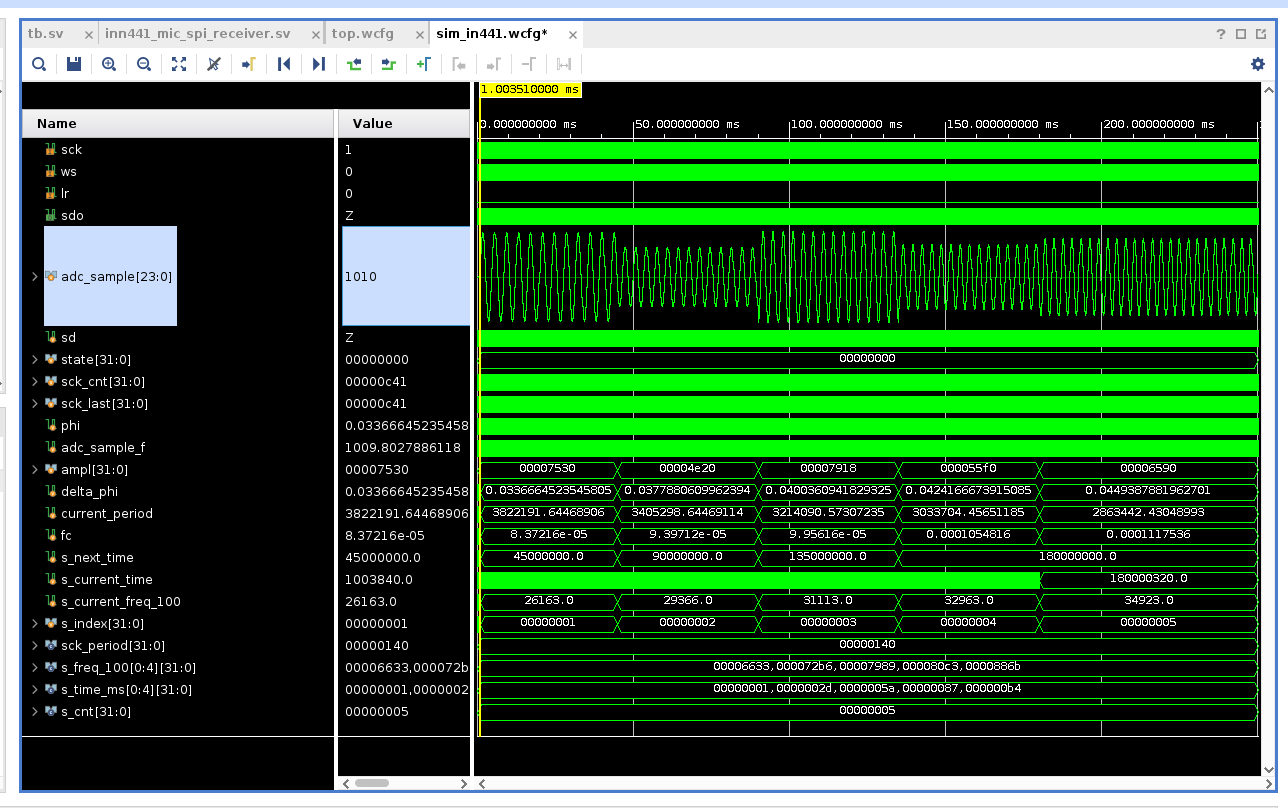 tb.sv × inn441_mic_spi_receiver.sv × top.wcfg × sim_in441.wcfg* ×
?
1.003510000 ms
Name Value 0.000000000 ms 50.000000000 ms 100.000000000 ms 150.000000000 ms 200.000000000 ms
sck 1
ws 0
lr 0
sdo Z
adc_sample[23:0] 1010
sd Z
state[31:0] 00000000 00000000
sck_cnt[31:0] 00000c41
sck_last[31:0] 00000c41
phi 0.03366645235458
adc_sample_f 1009.8027886118
ampl[31:0] 00007530 00007530 00004e20 00007918 000055f0 00006590
delta_phi 0.03366645235458 0.0336664523545805 0.0377880609962394 0.0400360941829325 0.0424166673915085 0.0449387881962701
current_period 3822191.64468906 3822191.64468906 3405298.64469114 3214090.57307235 3033704.45651185 2863442.43048993
fc 8.37216e-05 8.37216e-05 9.39712e-05 9.95616e-05 0.0001054816 0.0001117536
s_next_time 45000000.0 45000000.0 90000000.0 135000000.0 180000000.0
s_current_time 1003840.0 180000320.0
s_current_freq_100 26163.0 26163.0 29366.0 31113.0 32963.0 34923.0
s_index[31:0] 00000001 00000001 00000002 00000003 00000004 00000005
sck_period[31:0] 00000140 00000140
s_freq_100[0:4][31:0] 00006633,000072b 00006633,000072b6,00007989,000080c3,0000886b
s_time_ms[0:4][31:0] 00000001,0000002 00000001,0000002d,0000005a,00000087,000000b4
s_cnt[31:0] 00000005 00000005